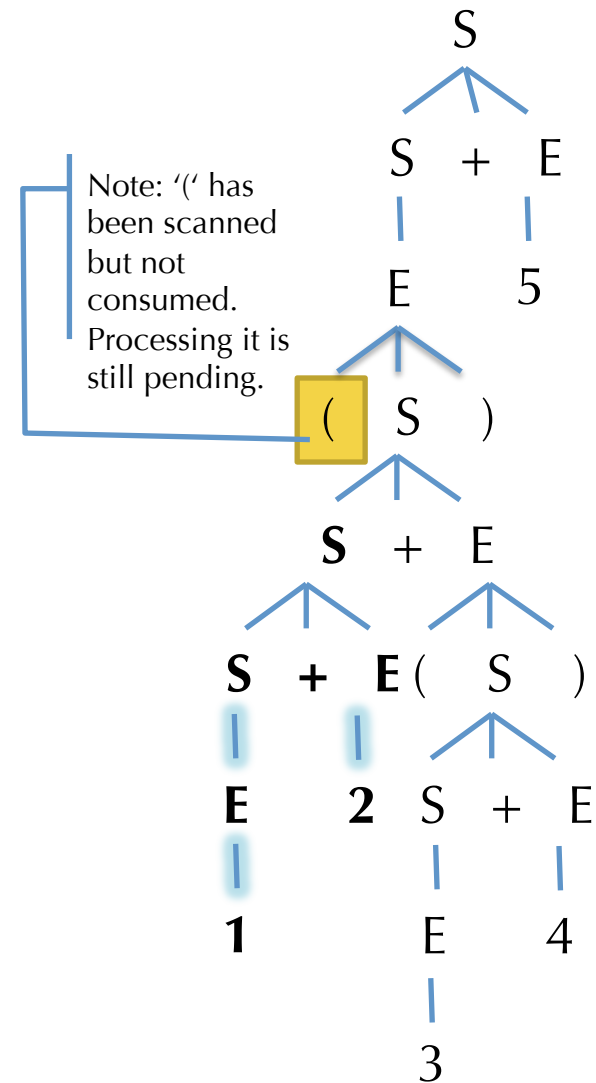 S
S + E
Note: ‘(‘ has
been scanned
but not
consumed.
Processing it is
still pending.
E 5
( S )
S + E
S + E ( S )
E 2 S + E
1 E 4
3